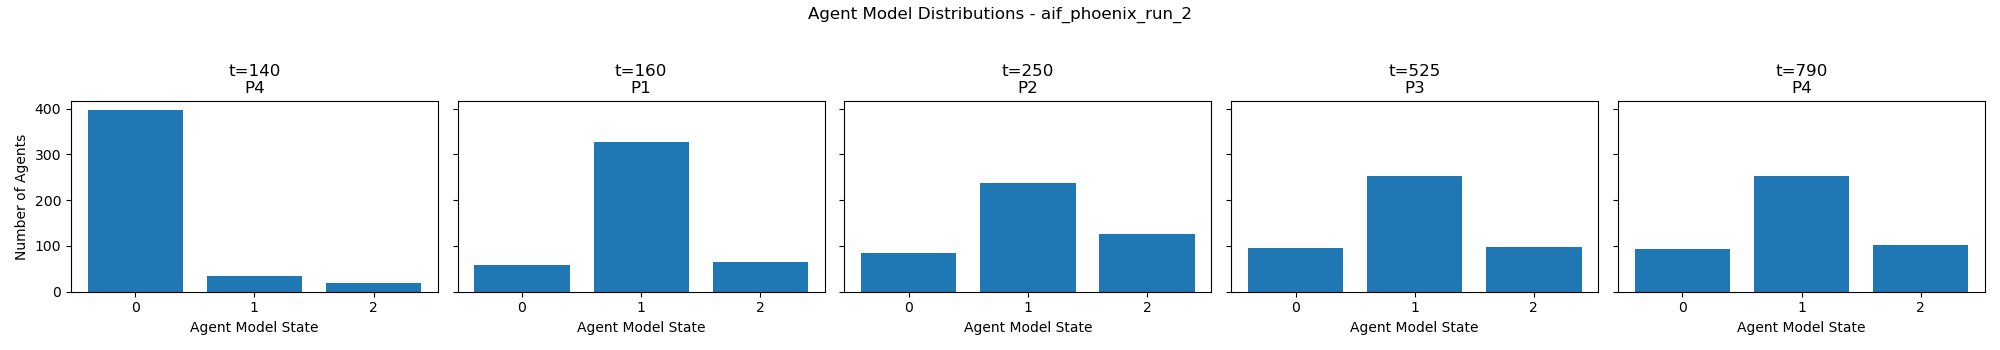 Agent Model Distributions - aif_phoenix_run_2
t=140
P4
t=160
P1
t=250
P2
t=525
P3
t=790
P4
Number of Agents
400
300
200
100
0
0 1 2
0 1 2
0 1 2
0 1 2
0 1 2
Agent Model State
Agent Model State
Agent Model State
Agent Model State
Agent Model State